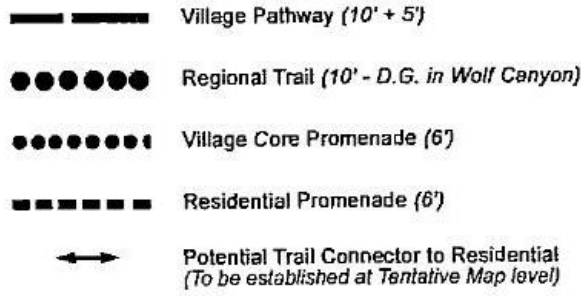 Village Pathway (10' + 5')
Regional Trail (10' - D.G. in Wolf Canyon)
Village Core Promenade (6')
Residential Promenade (6')
Potential Trail Connector to Residential
(To be established at Tentative Map level)